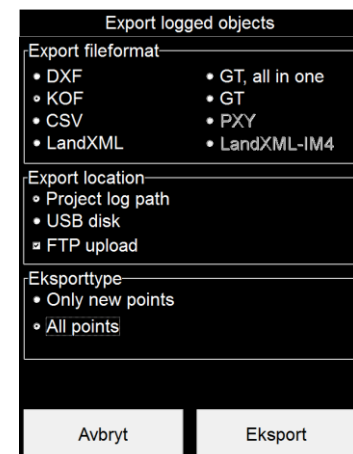 Export logged objects
Export fileformat
DXF
GT, all in one
KOF
GT
CSV
PXY
LandXML
LandXML-IM4
Export location
Project log path
USB disk
FTP upload
Eksporttype
Only new points
All points
Avbryt
Eksport